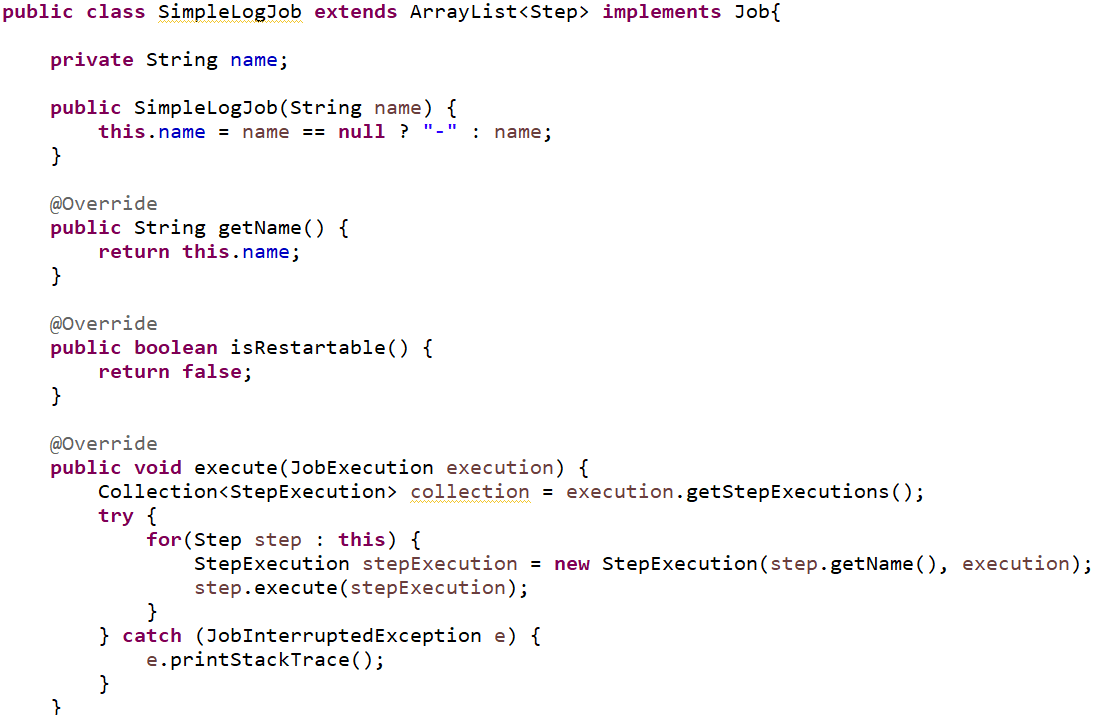 public class SimpleLogJob extends ArrayList<Step> implements Job{
private String name;
public SimpleLogJob(String name) {
this.name = name == null ? "-" : name;
}
@Override
public String getName() {
return this.name;
}
@Override
public boolean isRestartable() {
return false;
}
@Override
public void execute(JobExecution execution) {
Collection<StepExecution> collection = execution.getStepExecutions();
try {
for(Step step : this) {
StepExecution stepExecution = new StepExecution(step.getName(), execution);
step.execute(stepExecution);
}
} catch (JobInterruptedException e) {
e.printStackTrace();
}
}